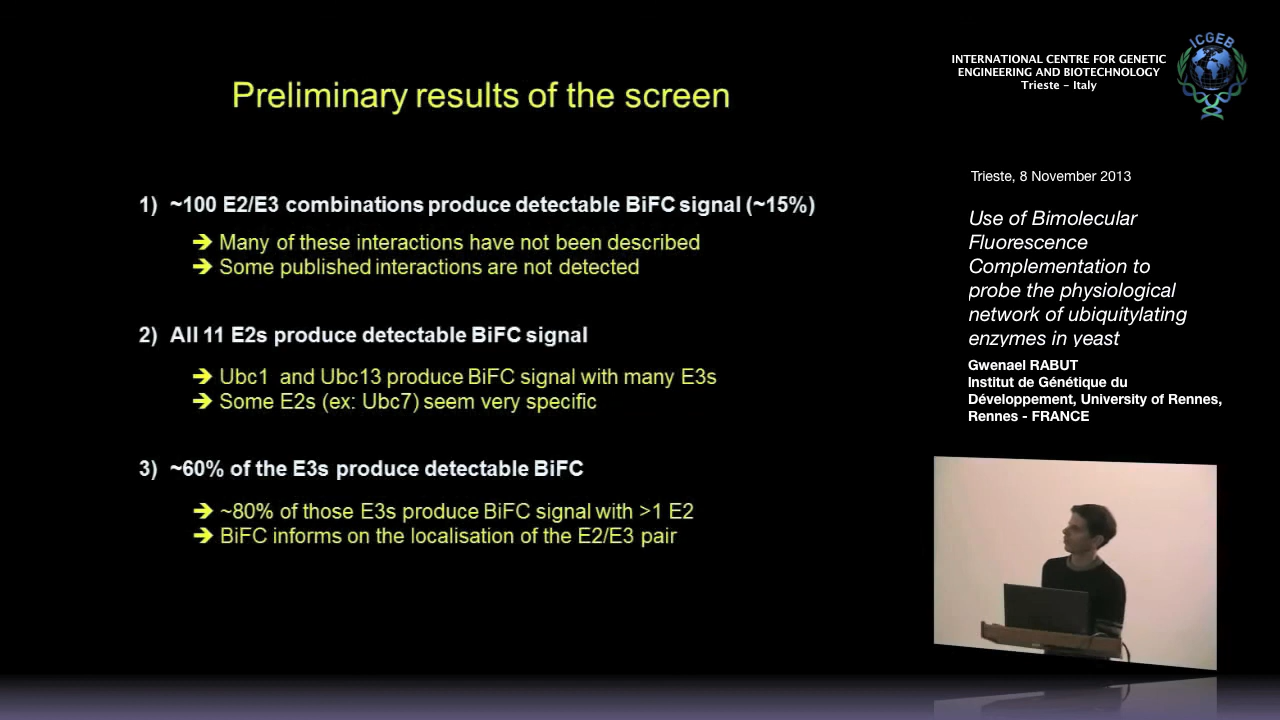 Preliminary results of the screen
1) ~100 E2/E3 combinations produce detectable BiFC signal (~15%)
➔ Many of these interactions have not been described
➔ Some published interactions are not detected
2) All 11 E2s produce detectable BiFC signal
➔ Ubc1 and Ubc13 produce BiFC signal with many E3s
➔ Some E2s (ex: Ubc7) seem very specific
3) ~60% of the E3s produce detectable BiFC
➔ ~80% of those E3s produce BiFC signal with >1 E2
➔ BiFC informs on the localisation of the E2/E3 pair
INTERNATIONAL CENTRE FOR GENETIC
ENGINEERING AND BIOTECHNOLOGY
Trieste - Italy
ICGEB
Trieste, 8 November 2013
Use of Bimolecular
Fluorescence
Complementation to
probe the physiological
network of ubiquitylating
enzymes in yeast
Gwenael RABUT
Institut de Génétique du
Développement, University of Rennes,
Rennes - FRANCE